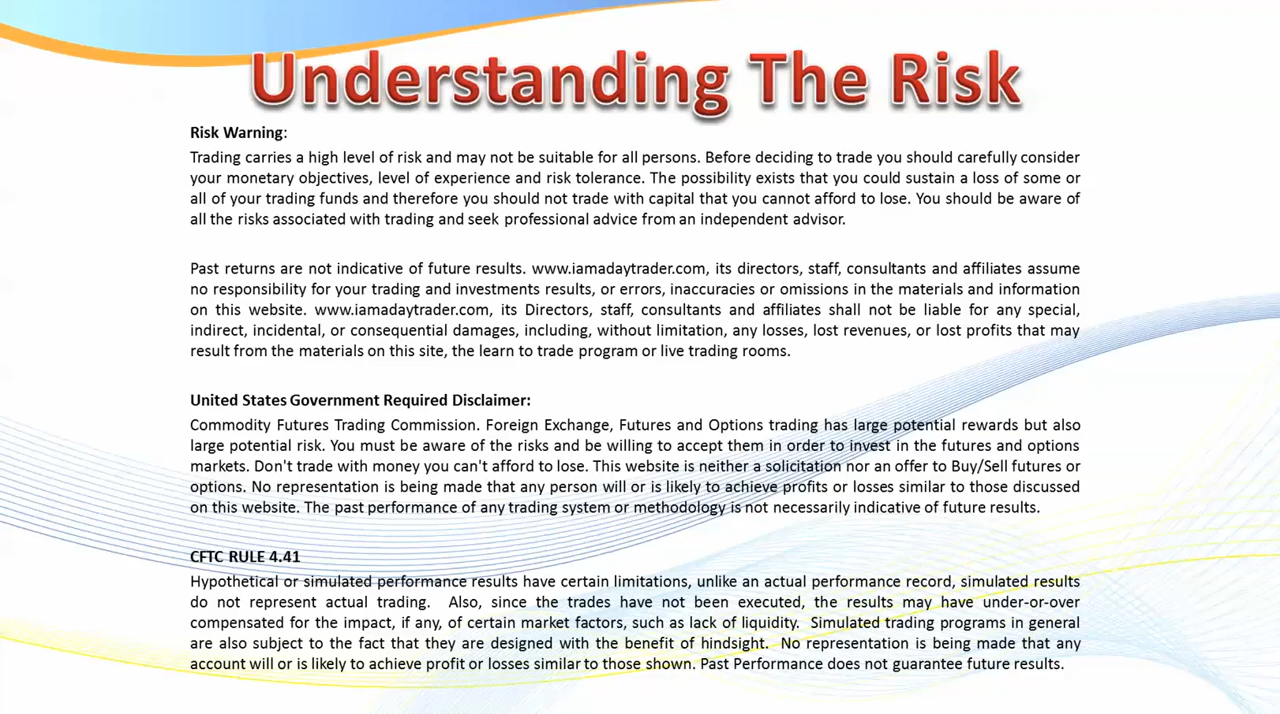 Understanding The Risk
Risk Warning:
Trading carries a high level of risk and may not be suitable for all persons. Before deciding to trade you should carefully consider
your monetary objectives, level of experience and risk tolerance. The possibility exists that you could sustain a loss of some or
all of your trading funds and therefore you should not trade with capital that you cannot afford to lose. You should be aware of
all the risks associated with trading and seek professional advice from an independent advisor.
Past returns are not indicative of future results. www.iamadaytrader.com, its directors, staff, consultants and affiliates assume
no responsibility for your trading and investments results, or errors, inaccuracies or omissions in the materials and information
on this website. www.iamadaytrader.com, its Directors, staff, consultants and affiliates shall not be liable for any special,
indirect, incidental, or consequential damages, including, without limitation, any losses, lost revenues, or lost profits that may
result from the materials on this site, the learn to trade program or live trading rooms.
United States Government Required Disclaimer:
Commodity Futures Trading Commission. Foreign Exchange, Futures and Options trading has large potential rewards but also
large potential risk. You must be aware of the risks and be willing to accept them in order to invest in the futures and options
markets. Don't trade with money you can't afford to lose. This website is neither a solicitation nor an offer to Buy/Sell futures or
options. No representation is being made that any person will or is likely to achieve profits or losses similar to those discussed
on this website. The past performance of any trading system or methodology is not necessarily indicative of future results.
CFTC RULE 4.41
Hypothetical or simulated performance results have certain limitations, unlike an actual performance record, simulated results
do not represent actual trading. Also, since the trades have not been executed, the results may have under-or-over
compensated for the impact, if any, of certain market factors, such as lack of liquidity. Simulated trading programs in general
are also subject to the fact that they are designed with the benefit of hindsight. No representation is being made that any
account will or is likely to achieve profit or losses similar to those shown. Past Performance does not guarantee future results.